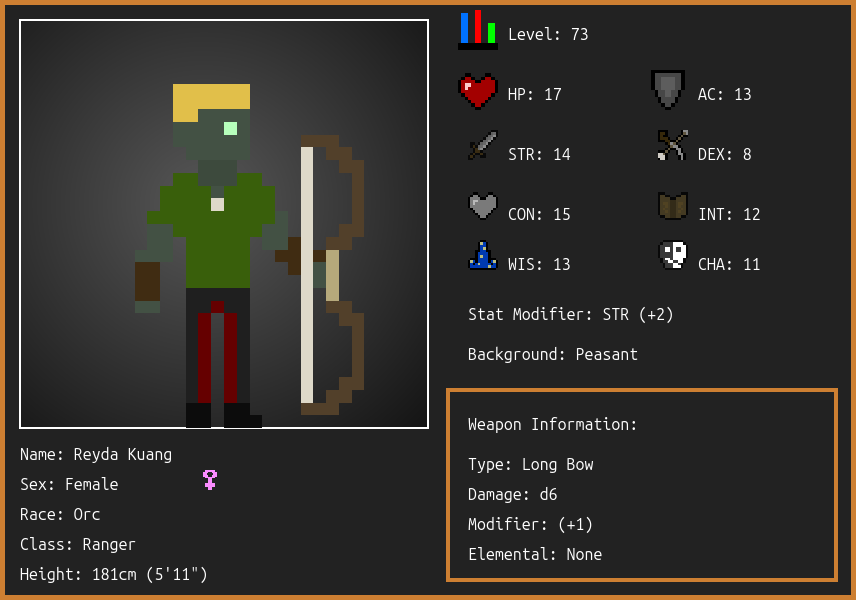 Level: 73
HP: 17
AC: 13
STR: 14
DEX: 8
CON: 15
INT: 12
WIS: 13
CHA: 11
Stat Modifier: STR (+2)
Background: Peasant
Weapon Information:
Type: Long Bow
Damage: d6
Modifier: (+1)
Elemental: None
Name: Reyda Kuang
Sex: Female
Race: Orc
Class: Ranger
Height: 181cm (5'11")